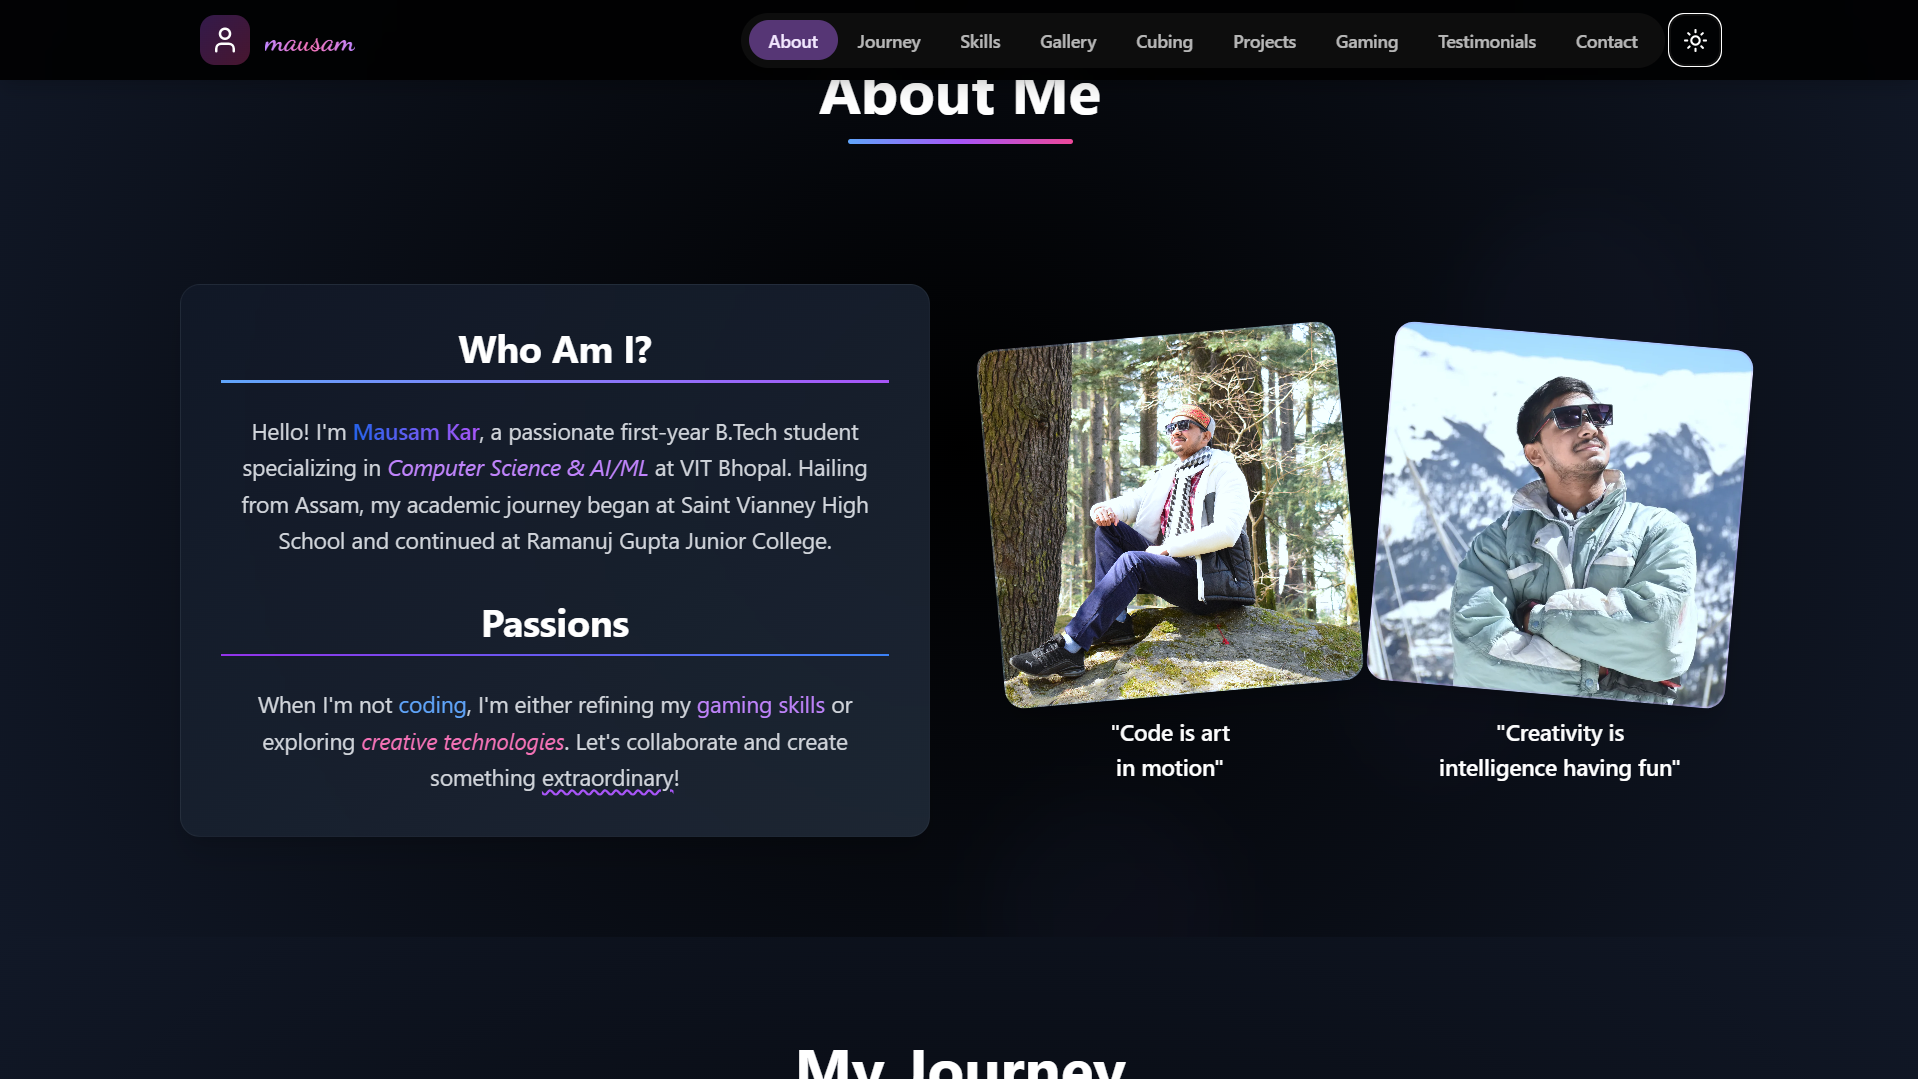 mausam
About
Journey
Skills
Gallery
Cubing
Projects
Gaming
Testimonials
Contact
About Me
Who Am I?
Hello! I'm Mausam Kar, a passionate first-year B.Tech student
specializing in Computer Science & AI/ML at VIT Bhopal. Hailing
from Assam, my academic journey began at Saint Vianney High
School and continued at Ramanuj Gupta Junior College.
Passions
When I'm not coding, I'm either refining my gaming skills or
exploring creative technologies. Let's collaborate and create
something extraordinary!
"Code is art
in motion"
"Creativity is
intelligence having fun"
My Journey